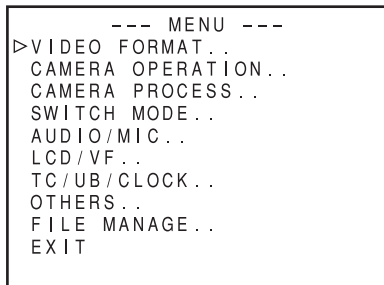 --- MENU ---
▷VIDEO FORMAT..
CAMERA OPERATION..
CAMERA PROCESS..
SWITCH MODE..
AUDIO/MIC..
LCD/VF..
TC/UB/CLOCK..
OTHERS..
FILE MANAGE..
EXIT